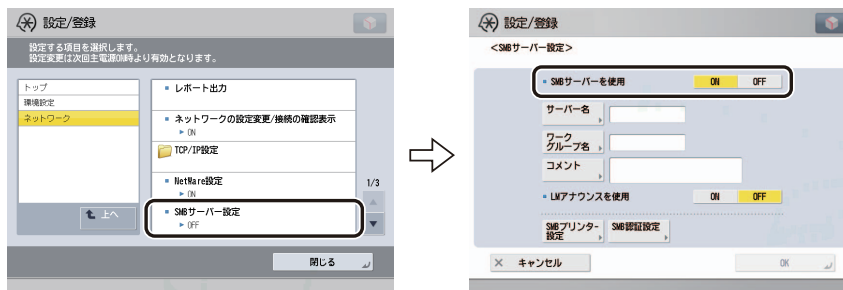 設定/登録
設定する項目を選択します。
設定変更は次回主電源ON時より有効となります。
トップ
環境設定
ネットワーク
上へ
レポート出力
ネットワークの設定変更/接続の確認表示
ON
TCP/IP設定
NetWare設定
ON
SMBサーバー設定
OFF
1/3
閉じる
設定/登録
<SMBサーバー設定>
SMBサーバーを使用 ON OFF
サーバー名
ワーク
グループ名
コメント
LMアナウンスを使用 ON OFF
SMBプリンター設定 SMB認証設定
キャンセル OK